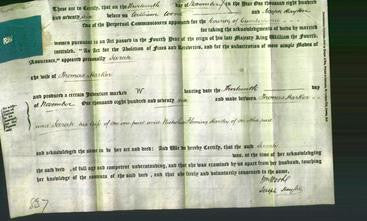 These are to Certify, that on the day of November in the Year One thousand eight hundred
and seventy before us William and Joseph
two of the Perpetual Commissioners appointed for the County of Cumberland
for taking the acknowledgments of deeds by married
women pursuant to an Act passed in the Fourth Year of the reign of his late Majesty King William the Fourth,
intituled "An Act for the Abolition of Fines and Recoveries, and for the substitution of more simple Modes of
Assurance," appeared personally Sarah
the wife of Thomas Harker
and produced a certain Indenture marked W bearing date the day
of November One thousand eight hundred and seventy and made between Thomas Harker
and Sarah his wife of the one part and Nicholas of the other part
and acknowledged the same to be her act and deed: And We do hereby Certify, that the said Sarah
was, at the time of her acknowledging
the said deed, of full age and competent understanding, and that she was examined by us apart from her husband, touching
her knowledge of the contents of the said deed, and that she freely and voluntarily consented to the same.
Joseph